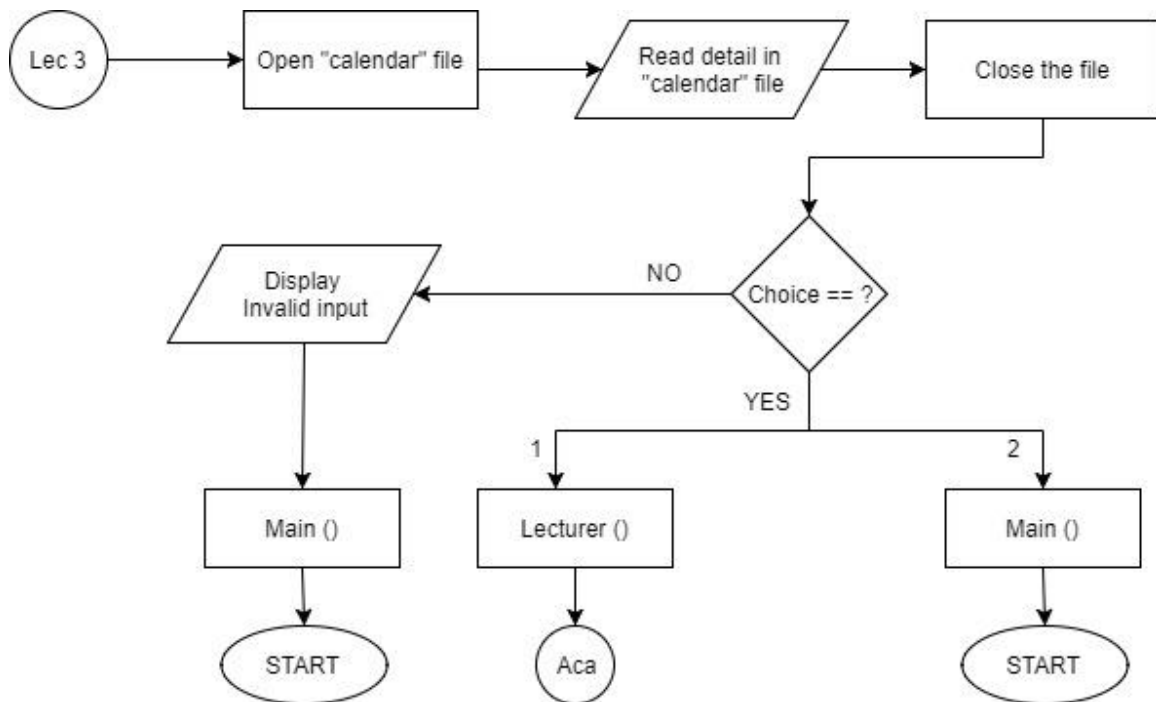 Lec 3
Open "calendar" file
Read detail in
"calendar" file
Close the file
Choice == ?
NO
Display
Invalid input
YES
1
2
Main ()
Lecturer ()
Main ()
START
Aca
START